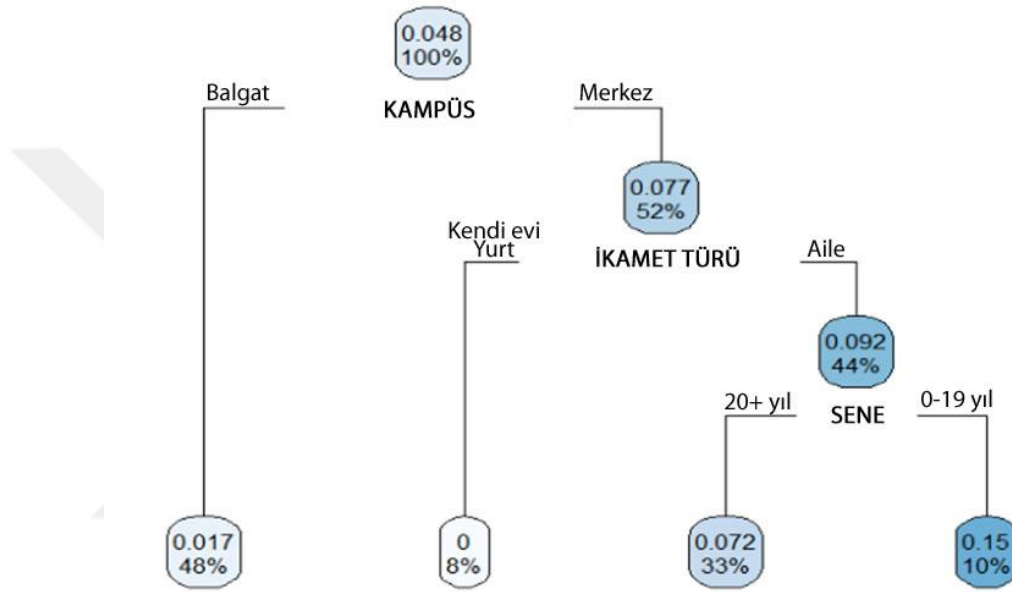 0.048
100%
Balgat
KAMPÜS
Merkez
0.077
52%
Kendi evi
Yurt
İKAMET TÜRÜ
Aile
0.092
44%
20+ yıl
SENE
0-19 yıl
0.017
48%
0
8%
0.072
33%
0.15
10%